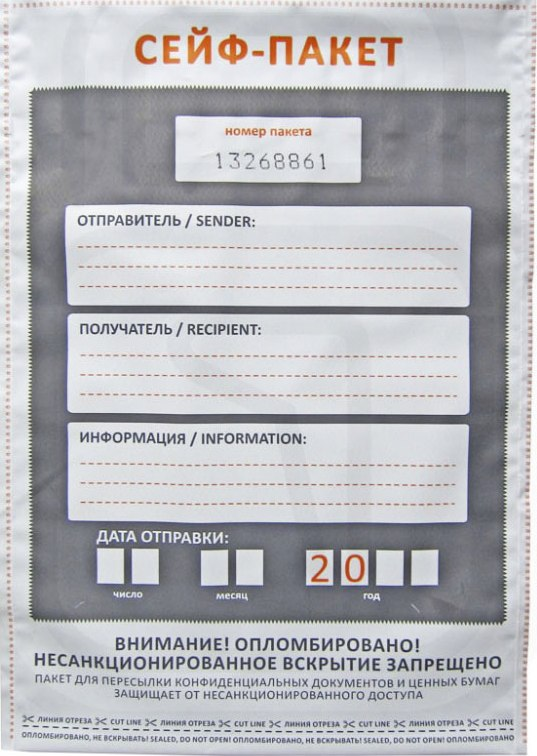 СЕЙФ-ПАКЕТ
номер пакета
13268861
ОТПРАВИТЕЛЬ / SENDER:
ПОЛУЧАТЕЛЬ / RECIPIENT:
ИНФОРМАЦИЯ / INFORMATION:
ДАТА ОТПРАВКИ:
20
число месяц год
ВНИМАНИЕ! ОПЛОМБИРОВАНО!
НЕСАНКЦИОНИРОВАННОЕ ВСКРЫТИЕ ЗАПРЕЩЕНО
ПАКЕТ ДЛЯ ПЕРЕСЫЛКИ КОНФИДЕНЦИАЛЬНЫХ ДОКУМЕНТОВ И ЦЕННЫХ БУМАГ
ЗАЩИЩАЕТ ОТ НЕСАНКЦИОНИРОВАННОГО ДОСТУПА
ЛИНИЯ ОТРЕЗА CUT LINE ЛИНИЯ ОТРЕЗА CUT LINE ЛИНИЯ ОТРЕЗА CUT LINE ЛИНИЯ ОТРЕЗА CUT LINE
ОПЛОМБИРОВАНО, НЕ ВСКРЫВАТЬ! SEALED, DO NOT OPEN! ОПЛОМБИРОВАНО, НЕ ВСКРЫВАТЬ! SEALED, DO NOT OPEN! ОПЛОМБИРОВАНО